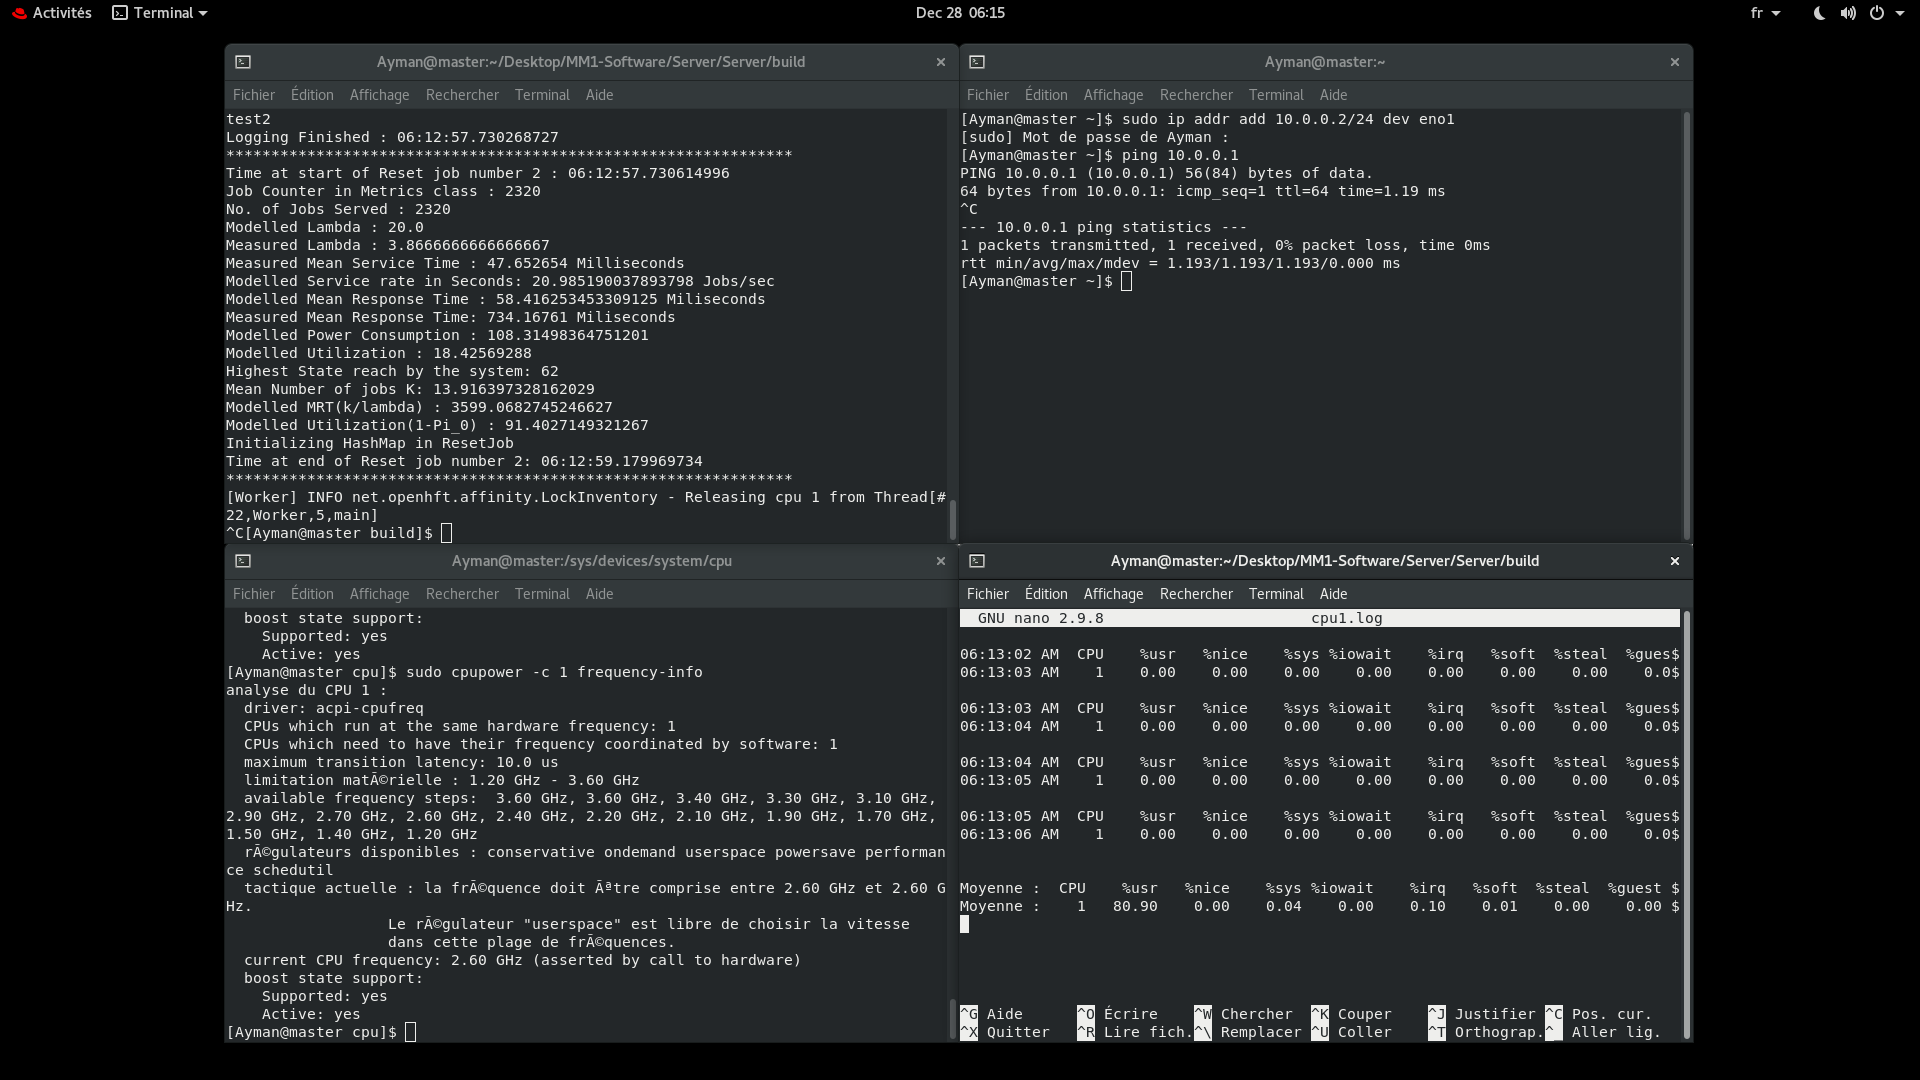 Activités Terminal Dec 28 06:15 fr
Ayman@master:~/Desktop/MM1-Software/Server/Server/build
Fichier Édition Affichage Rechercher Terminal Aide
test2
Logging Finished : 06:12:57.730268727
***************************************************************
Time at start of Reset job number 2 : 06:12:57.730614996
Job Counter in Metrics class : 2320
No. of Jobs Served : 2320
Modelled Lambda : 20.0
Measured Lambda : 3.8666666666666667
Measured Mean Service Time : 47.652654 Milliseconds
Modelled Service rate in Seconds: 20.985190037893798 Jobs/sec
Modelled Mean Response Time : 58.416253453309125 Miliseconds
Measured Mean Response Time: 734.16761 Miliseconds
Modelled Power Consumption : 108.31498364751201
Modelled Utilization : 18.42569288
Highest State reach by the system: 62
Mean Number of jobs K: 13.916397328162029
Modelled MRT(k/lambda) : 3599.0682745246627
Modelled Utilization(1-Pi_0) : 91.4027149321267
Initializing HashMap in ResetJob
Time at end of Reset job number 2: 06:12:59.179969734
***************************************************************
[Worker] INFO net.openhft.affinity.LockInventory - Releasing cpu 1 from Thread[#
22,Worker,5,main]
^C[Ayman@master build]$
Ayman@master:~
Fichier Édition Affichage Rechercher Terminal Aide
[Ayman@master ~]$ sudo ip addr add 10.0.0.2/24 dev eno1
[sudo] Mot de passe de Ayman :
[Ayman@master ~]$ ping 10.0.0.1
PING 10.0.0.1 (10.0.0.1) 56(84) bytes of data.
64 bytes from 10.0.0.1: icmp_seq=1 ttl=64 time=1.19 ms
^C
--- 10.0.0.1 ping statistics ---
1 packets transmitted, 1 received, 0% packet loss, time 0ms
rtt min/avg/max/mdev = 1.193/1.193/1.193/0.000 ms
[Ayman@master ~]$
Ayman@master:/sys/devices/system/cpu
Fichier Édition Affichage Rechercher Terminal Aide
boost state support:
Supported: yes
Active: yes
[Ayman@master cpu]$ sudo cpupower -c 1 frequency-info
analyse du CPU 1 :
driver: acpi-cpufreq
CPUs which run at the same hardware frequency: 1
CPUs which need to have their frequency coordinated by software: 1
maximum transition latency: 10.0 us
limitation matÃ©rielle : 1.20 GHz - 3.60 GHz
available frequency steps:  3.60 GHz, 3.60 GHz, 3.40 GHz, 3.30 GHz, 3.10 GHz,
2.90 GHz, 2.70 GHz, 2.60 GHz, 2.40 GHz, 2.20 GHz, 2.10 GHz, 1.90 GHz, 1.70 GHz,
1.50 GHz, 1.40 GHz, 1.20 GHz
rÃ©gulateurs disponibles : conservative ondemand userspace powersave performan
ce schedutil
tactique actuelle : la frÃ©quence doit Ãªtre comprise entre 2.60 GHz et 2.60 G
Hz.
Le rÃ©gulateur "userspace" est libre de choisir la vitesse
dans cette plage de frÃ©quences.
current CPU frequency: 2.60 GHz (asserted by call to hardware)
boost state support:
Supported: yes
Active: yes
[Ayman@master cpu]$
Ayman@master:~/Desktop/MM1-Software/Server/Server/build
Fichier Édition Affichage Rechercher Terminal Aide
GNU nano 2.9.8 cpu1.log
06:13:02 AM CPU %usr %nice %sys %iowait %irq %soft %steal %gues$
06:13:03 AM 1 0.00 0.00 0.00 0.00 0.00 0.00 0.00 0.0$
06:13:03 AM CPU %usr %nice %sys %iowait %irq %soft %steal %gues$
06:13:04 AM 1 0.00 0.00 0.00 0.00 0.00 0.00 0.00 0.0$
06:13:04 AM CPU %usr %nice %sys %iowait %irq %soft %steal %gues$
06:13:05 AM 1 0.00 0.00 0.00 0.00 0.00 0.00 0.00 0.0$
06:13:05 AM CPU %usr %nice %sys %iowait %irq %soft %steal %gues$
06:13:06 AM 1 0.00 0.00 0.00 0.00 0.00 0.00 0.00 0.0$
Moyenne : CPU %usr %nice %sys %iowait %irq %soft %steal %guest $
Moyenne : 1 80.90 0.00 0.04 0.00 0.10 0.01 0.00 0.00 $
^G Aide ^O Écrire ^W Chercher ^K Couper ^J Justifier ^C Pos. cur.
^X Quitter ^R Lire fich. ^\ Remplacer ^U Coller ^T Orthograp. ^_ Aller lig.